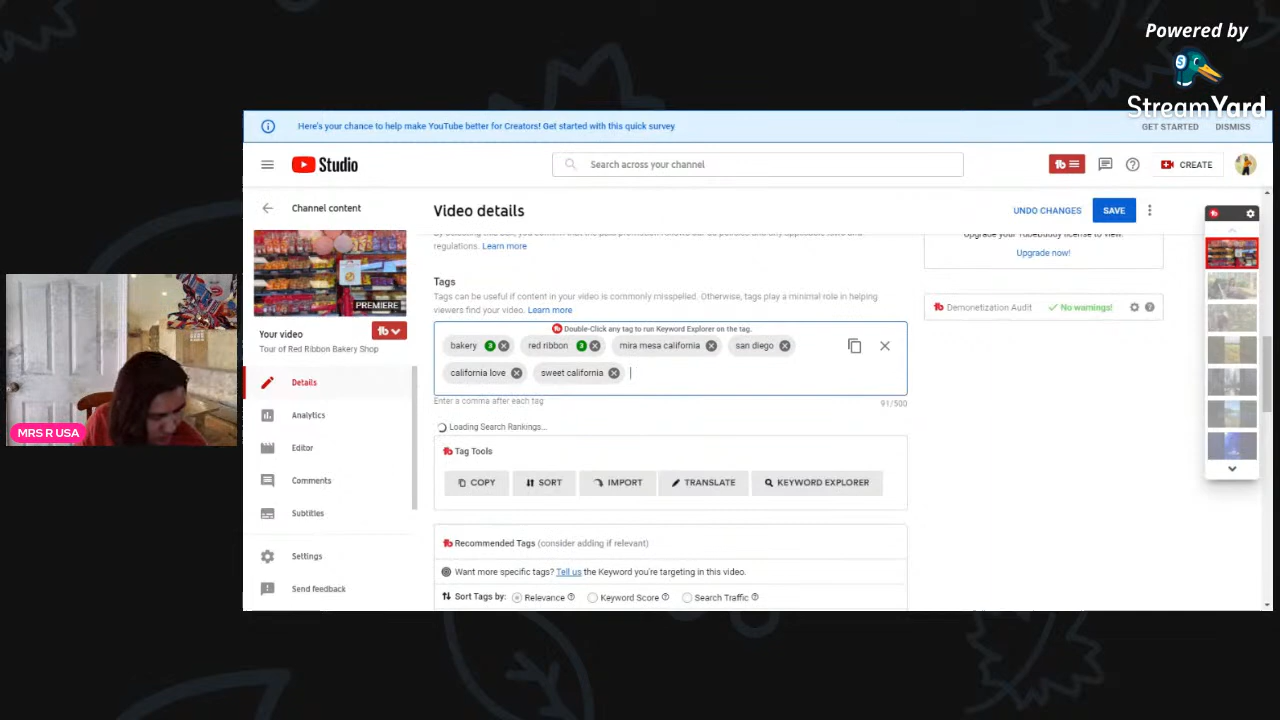 Powered by
StreamYard
Here's your chance to help make YouTube better for Creators! Get started with this quick survey
GET STARTED
DISMISS
Studio
Search across your channel
CREATE
Channel content
Video details
UNDO CHANGES
SAVE
regulations. Learn more
Upgrade your TubeBuddy license to view.
Upgrade now!
PREMIERE
Your video
Tour of Red Ribbon Bakery Shop
Details
Analytics
Editor
Comments
Subtitles
Settings
Send feedback
Tags
Tags can be useful if content in your video is commonly misspelled. Otherwise, tags play a minimal role in helping
viewers find your video. Learn more
Double-Click any tag to run Keyword Explorer on the tag.
bakery 3 red ribbon 3 mira mesa california san diego
california love sweet california
Enter a comma after each tag
91/500
Demonetization Audit No warnings!
Loading Search Rankings...
Tag Tools
COPY SORT IMPORT TRANSLATE KEYWORD EXPLORER
Recommended Tags (consider adding if relevant)
Want more specific tags? Tell us the Keyword you're targeting in this video.
Sort Tags by: Relevance Keyword Score Search Traffic
MRS R USA